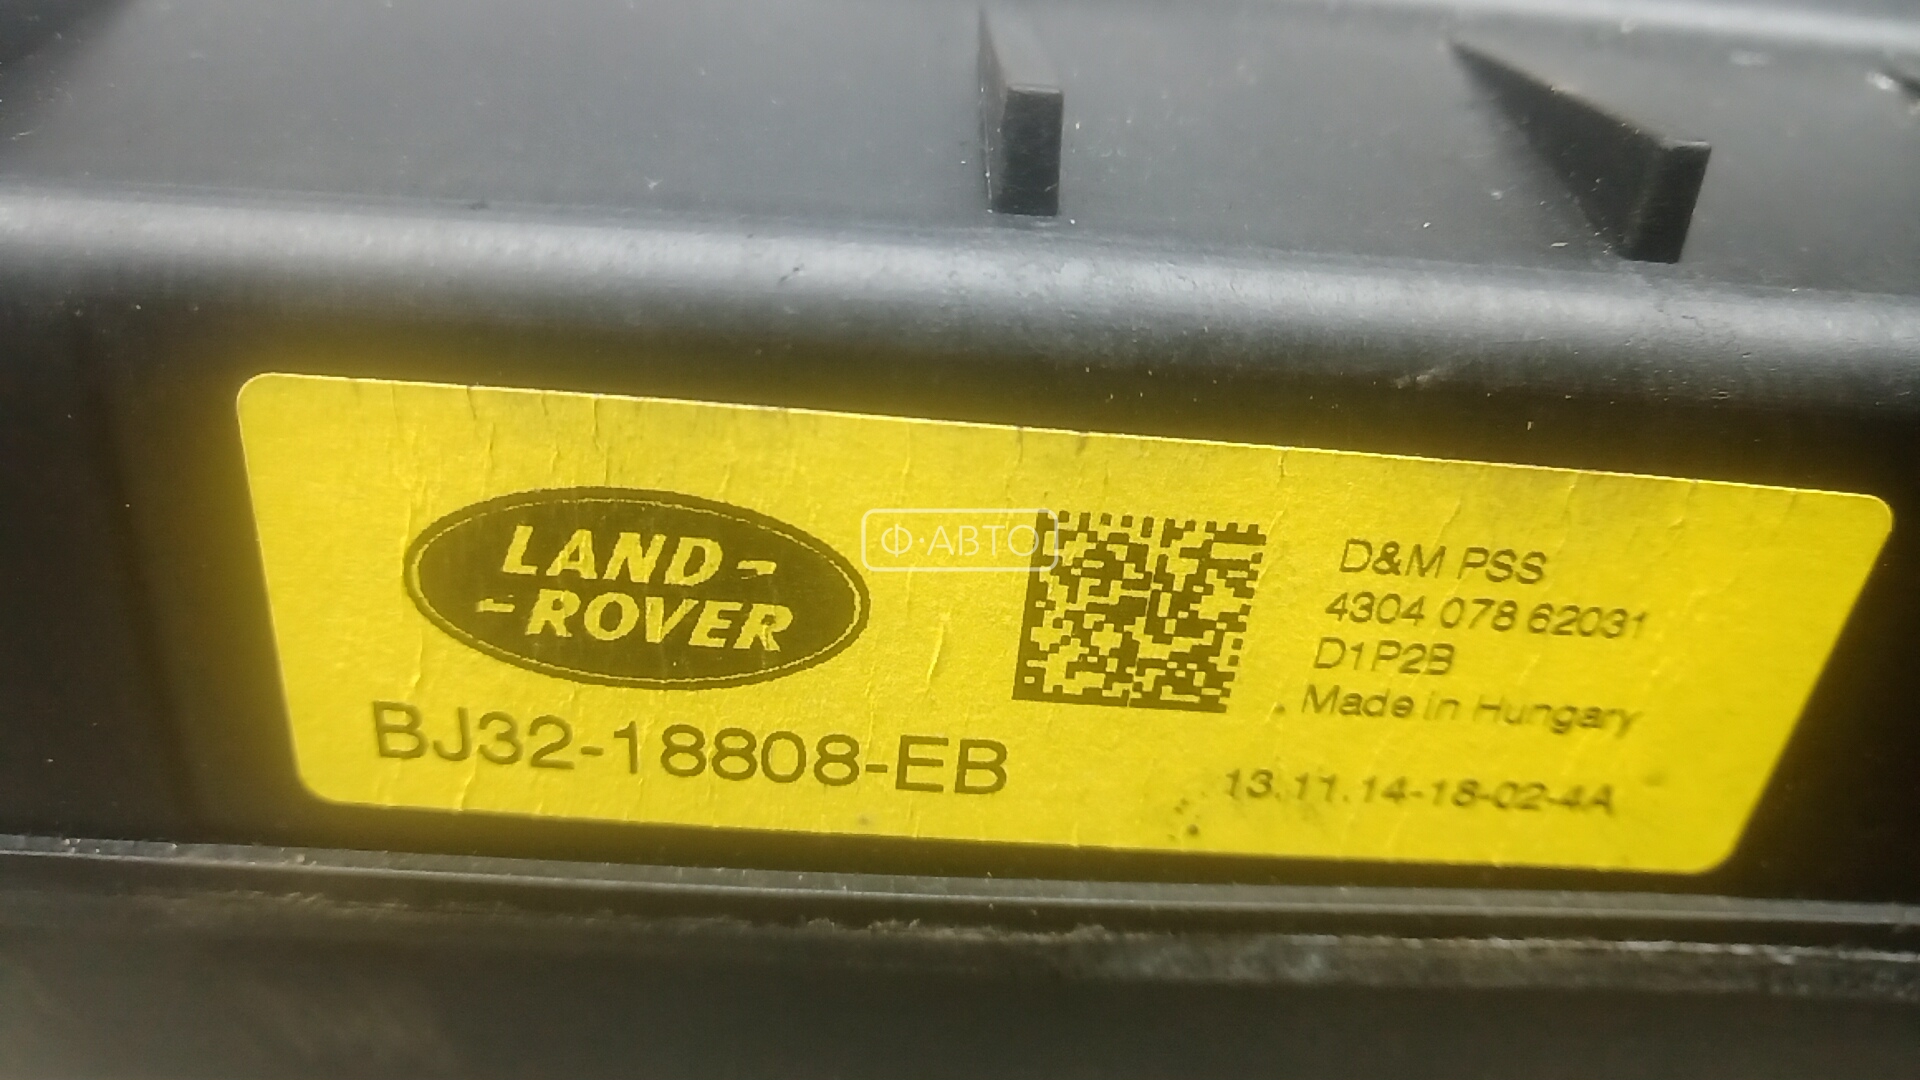 LAND-
-ROVER
BJ32-18808-EB
Ф·АВТО
D&M PSS
4304 078 62031
D1P2B
Made in Hungary
13.11.14-18-02-4A